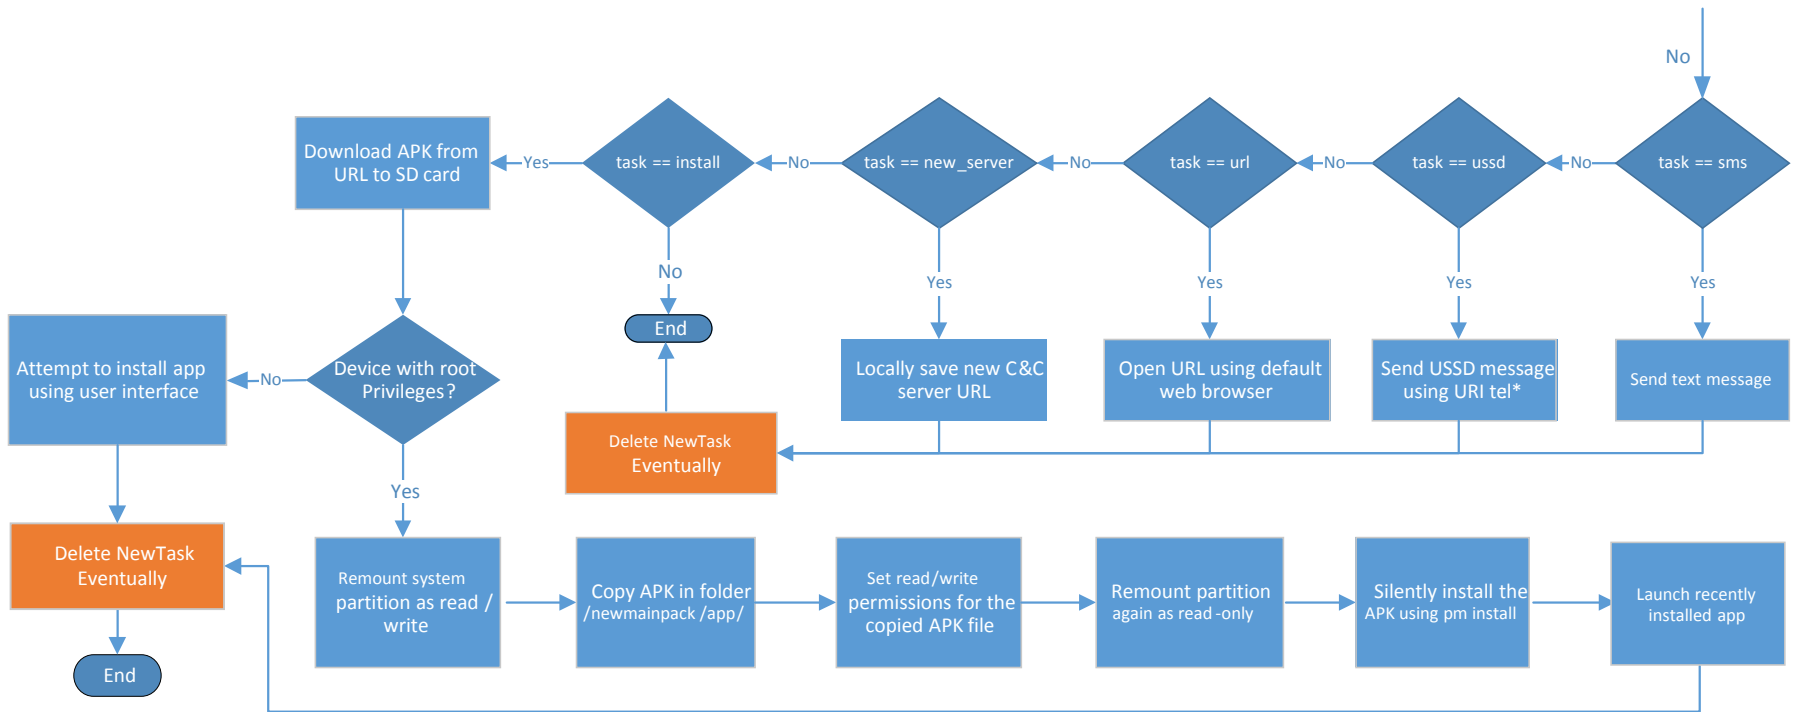 No
Download APK from
URL to SD card
Yes
task == install
No
task == new_server
No
task == url
No
task == ussd
No
task == sms
No
Yes
Yes
Yes
Yes
End
Attempt to install app
using user interface
No
Device with root
Privileges?
Locally save new C&C
server URL
Open URL using default
web browser
Send USSD message
using URI tel*
Send text message
Delete NewTask
Eventually
Yes
Delete NewTask
Eventually
Remount system
partition as read /
write
Copy APK in folder
/newmainpack /app/
Set read/write
permissions for the
copied APK file
Remount partition
again as read -only
Silently install the
APK using pm install
Launch recently
installed app
End